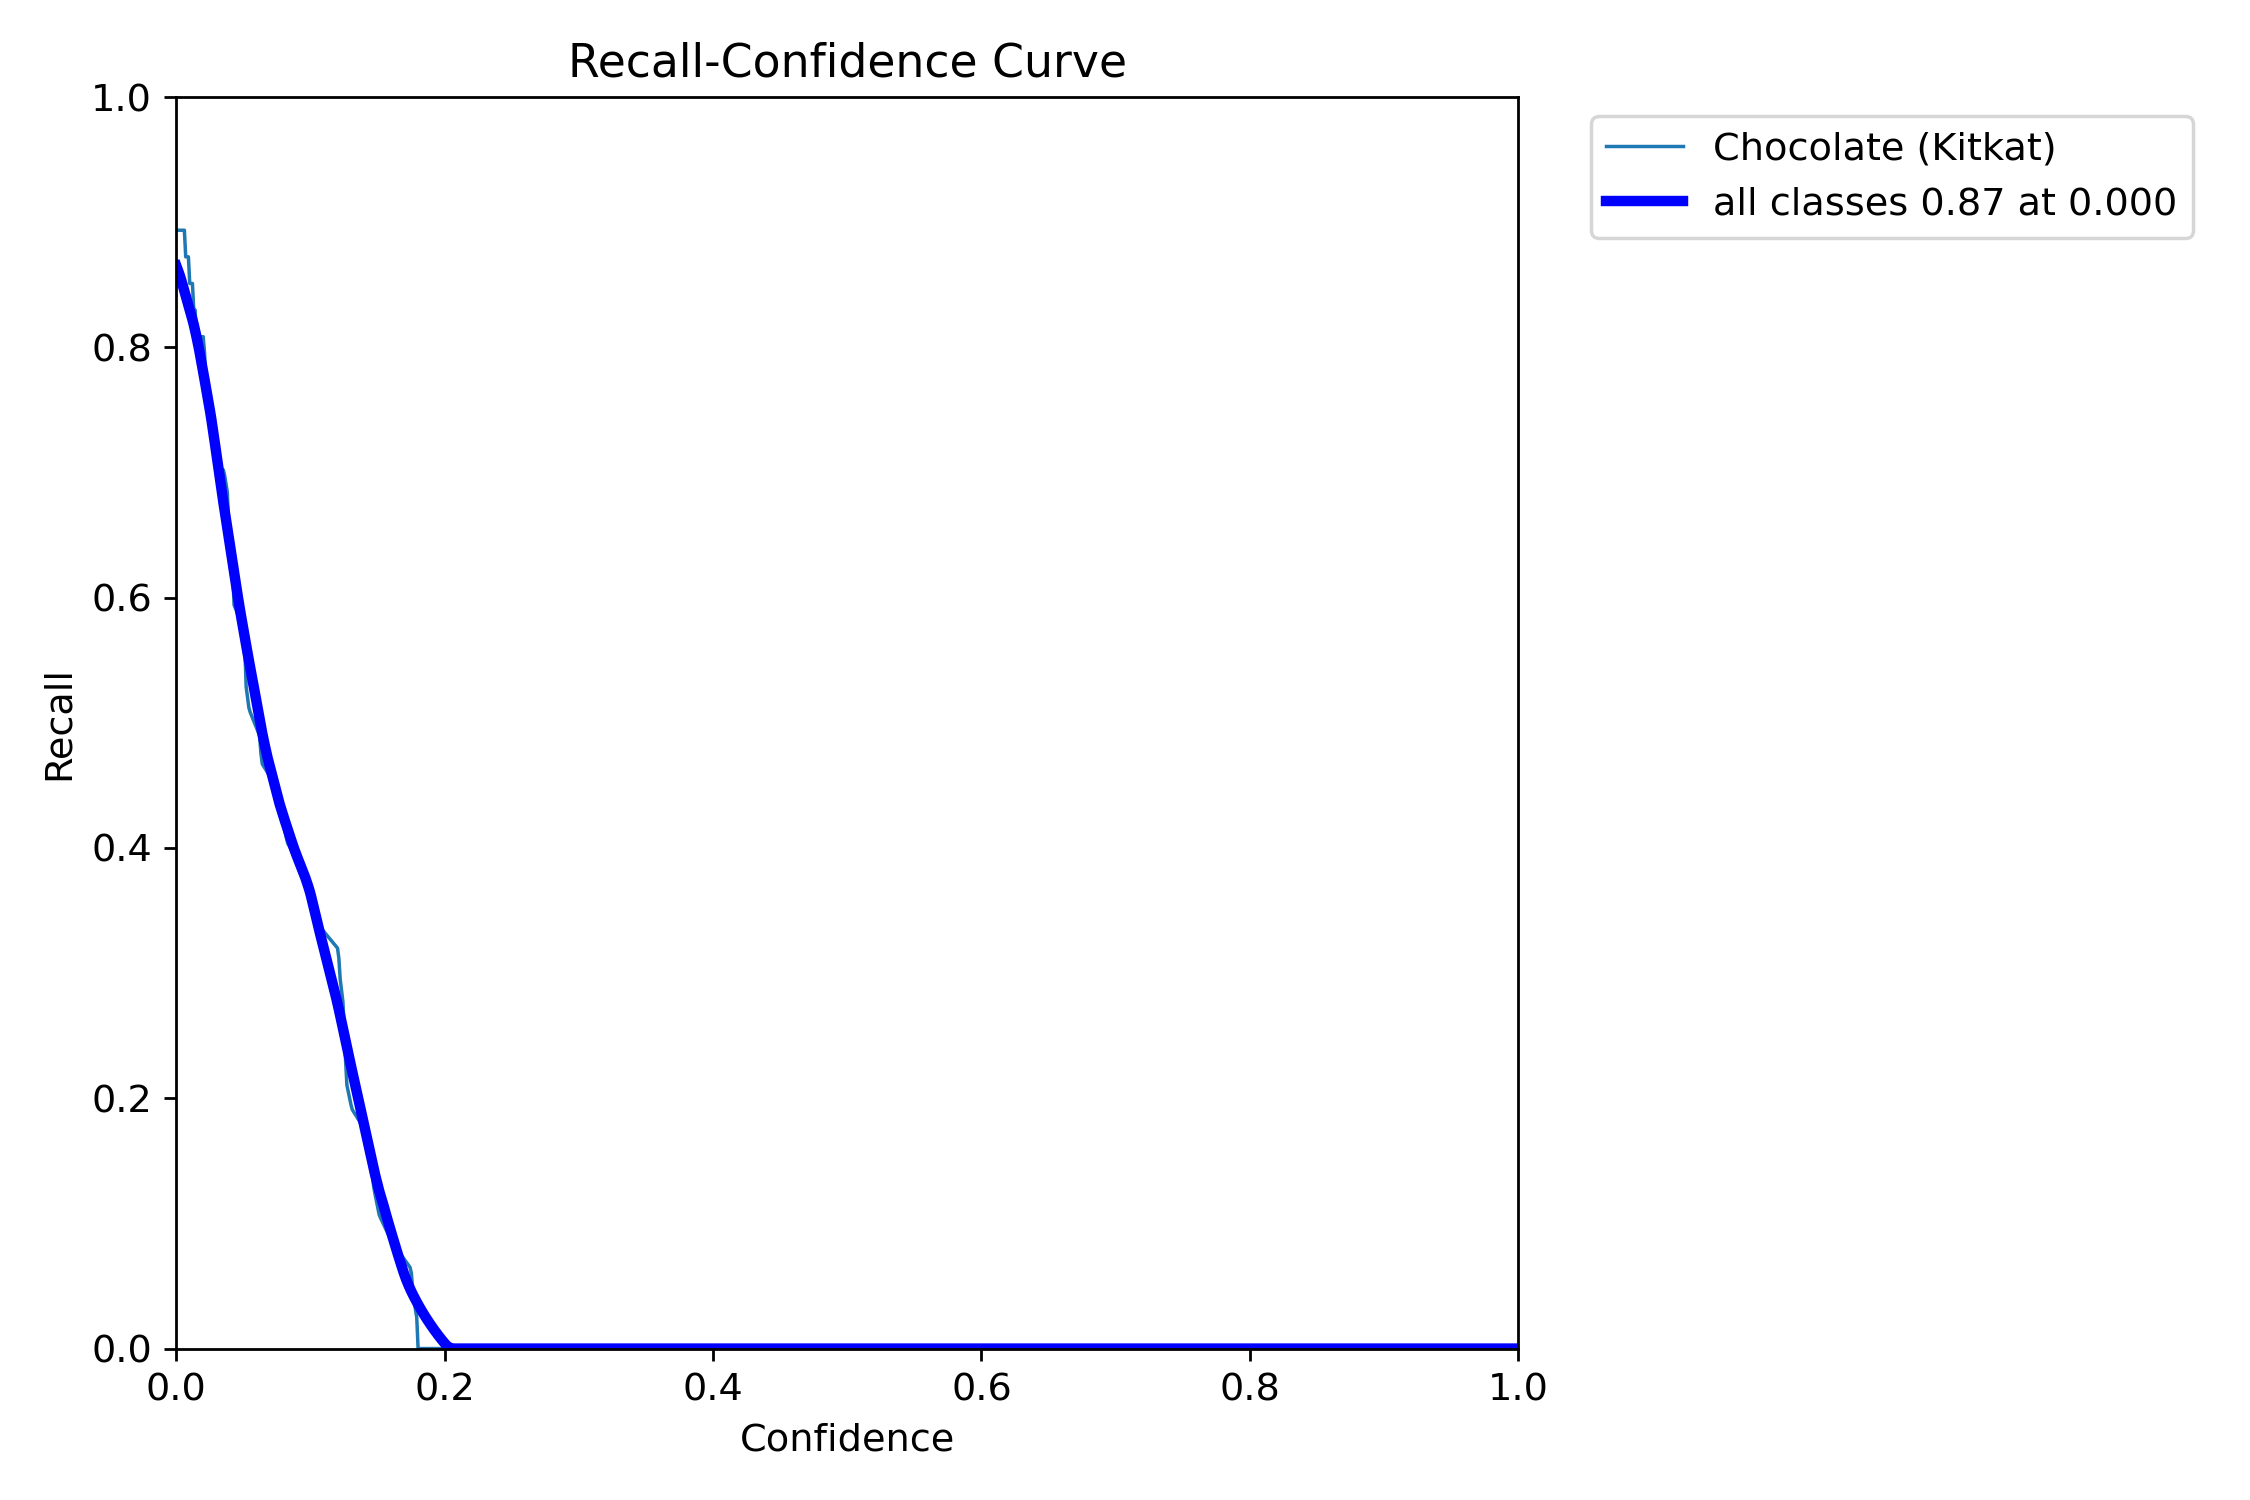 Recall-Confidence Curve
Chocolate (Kitkat)
all classes 0.87 at 0.000
1.0
0.8
0.6
0.4
0.2
0.0
Recall
0.0 0.2 0.4 0.6 0.8 1.0
Confidence